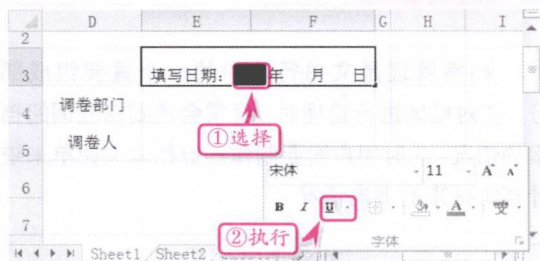 D E F G H I
2
3 填写日期： 年 月 日
4 调卷部门
①选择
5 调卷人
宋体 11 A A
6
B I U A 變
7
②执行
字体
Sheet1 Sheet2